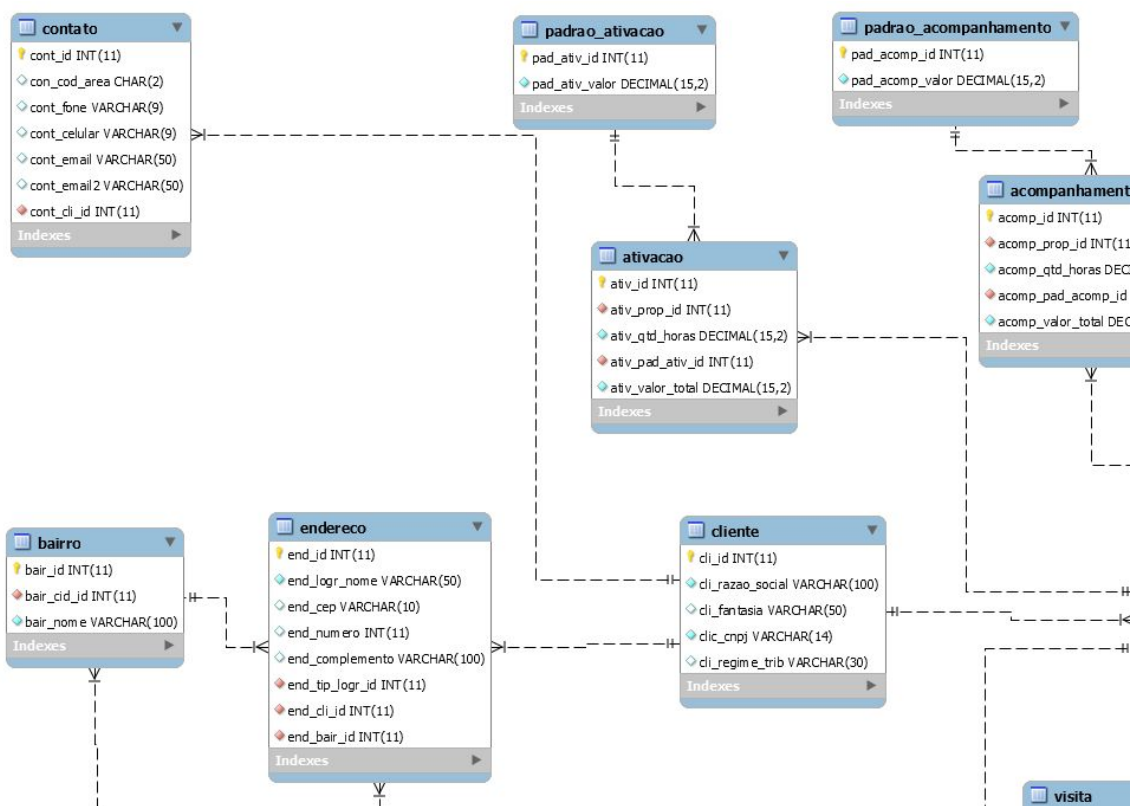 contato
cont_id INT(11)
con_cod_area CHAR(2)
cont_fone VARCHAR(9)
cont_celular VARCHAR(9)
cont_email VARCHAR(50)
cont_email2 VARCHAR(50)
cont_cli_id INT(11)
Indexes
padrao_ativacao
pad_ativ_id INT(11)
pad_ativ_valor DECIMAL(15,2)
Indexes
padrao_acompanhamento
pad_acomp_id INT(11)
pad_acomp_valor DECIMAL(15,2)
Indexes
ativacao
ativ_id INT(11)
ativ_prop_id INT(11)
ativ_qtd_horas DECIMAL(15,2)
ativ_pad_ativ_id INT(11)
ativ_valor_total DECIMAL(15,2)
Indexes
acompanhament
acomp_id INT(11)
acomp_prop_id INT(11
acomp_qtd_horas DECI
acomp_pad_acomp_id
acomp_valor_total DEC
Indexes
bairro
bair_id INT(11)
bair_cid_id INT(11)
bair_nome VARCHAR(100)
Indexes
endereco
end_id INT(11)
end_logr_nome VARCHAR(50)
end_cep VARCHAR(10)
end_numero INT(11)
end_complemento VARCHAR(100)
end_tip_logr_id INT(11)
end_cli_id INT(11)
end_bair_id INT(11)
Indexes
cliente
cli_id INT(11)
cli_razao_social VARCHAR(100)
cli_fantasia VARCHAR(50)
clic_cnpj VARCHAR(14)
cli_regime_trib VARCHAR(30)
Indexes
visita